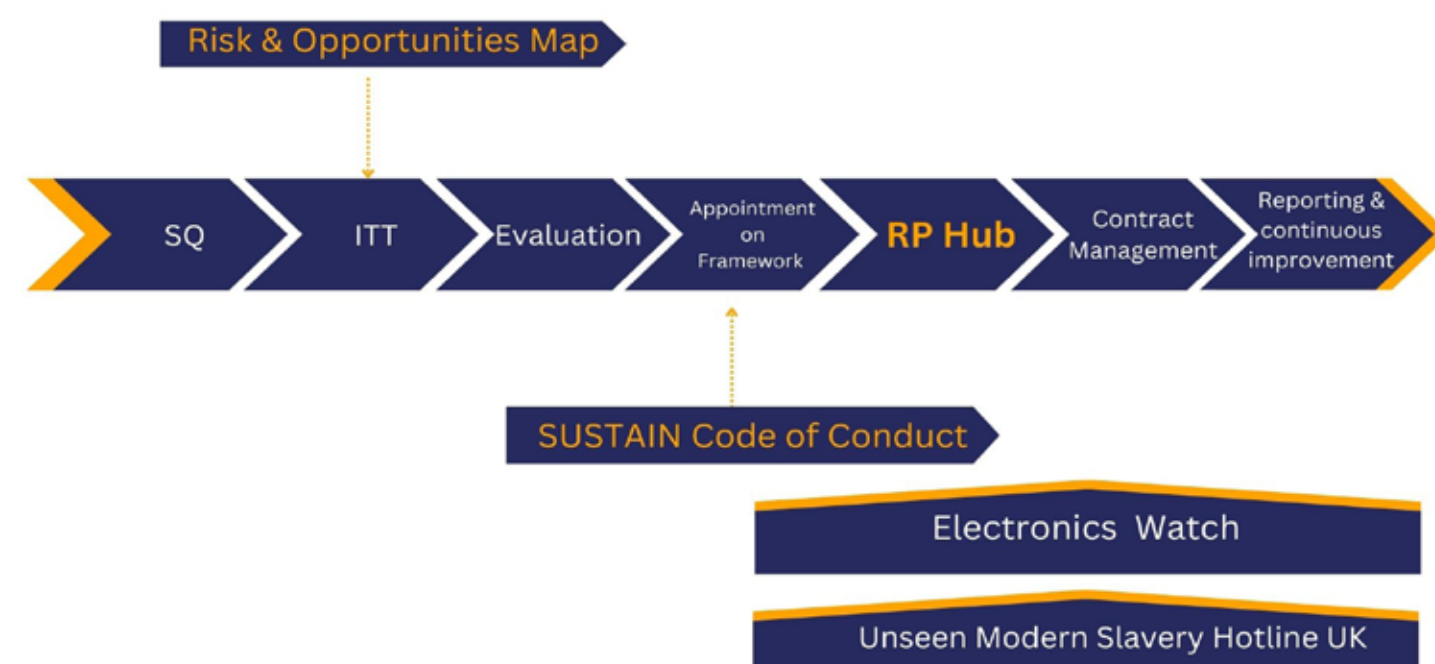 Risk & Opportunities Map
SQ
ITT
Evaluation
Appointment
on
Framework
RP Hub
Contract
Management
Reporting &
continuous
improvement
SUSTAIN Code of Conduct
Electronics Watch
Unseen Modern Slavery Hotline UK